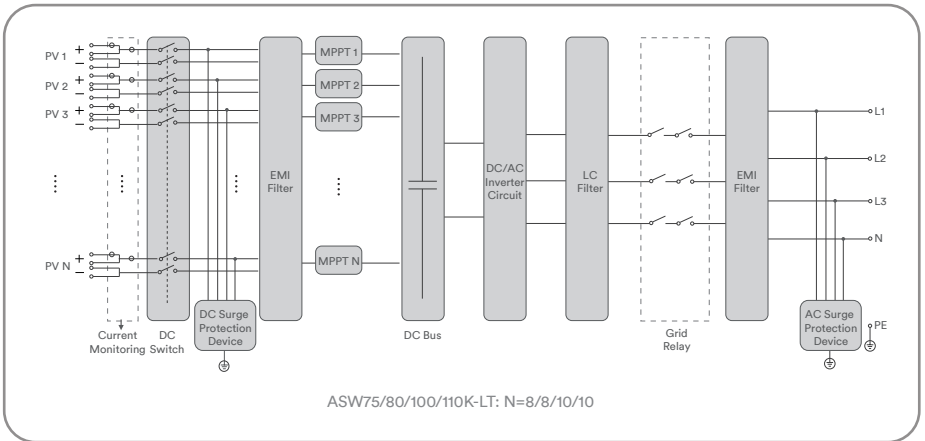 PV 1
+
−
PV 2
+
−
PV 3
+
−
PV N
+
−
Current
Monitoring
DC
Switch
DC Surge
Protection
Device
EMI
Filter
MPPT 1
MPPT 2
MPPT 3
MPPT N
DC Bus
DC/AC
Inverter
Circuit
LC
Filter
Grid
Relay
EMI
Filter
L1
L2
L3
N
AC Surge
Protection
Device
PE
ASW75/80/100/110K-LT: N=8/8/10/10